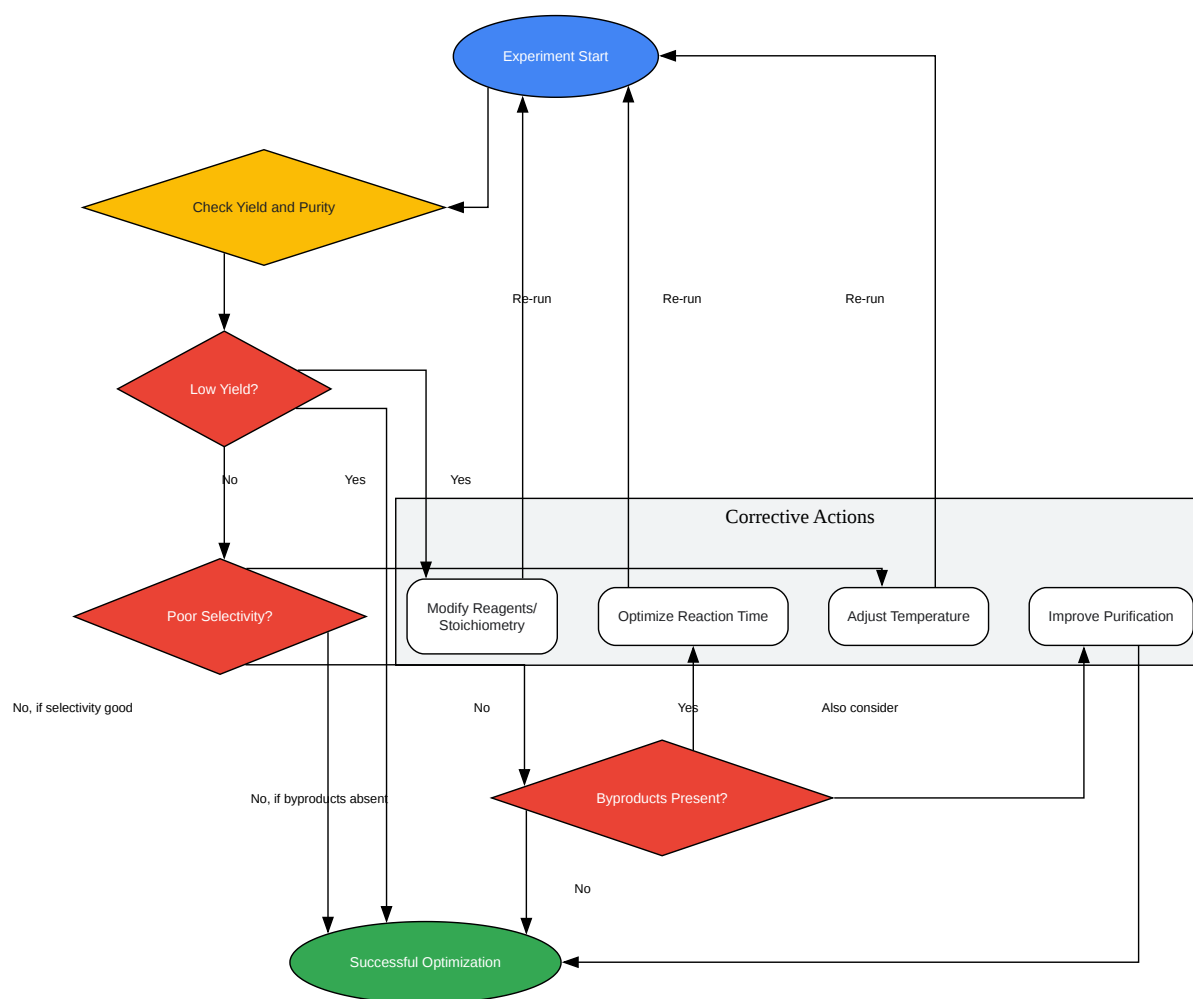 Experiment Start
Check Yield and Purity
Re-run
Re-run
Re-run
Low Yield?
No
Yes
Yes
Corrective Actions
Poor Selectivity?
Modify Reagents/
Stoichiometry
Optimize Reaction Time
Adjust Temperature
Improve Purification
No, if selectivity good
No
Yes
Also consider
No, if byproducts absent
Byproducts Present?
No
Successful Optimization